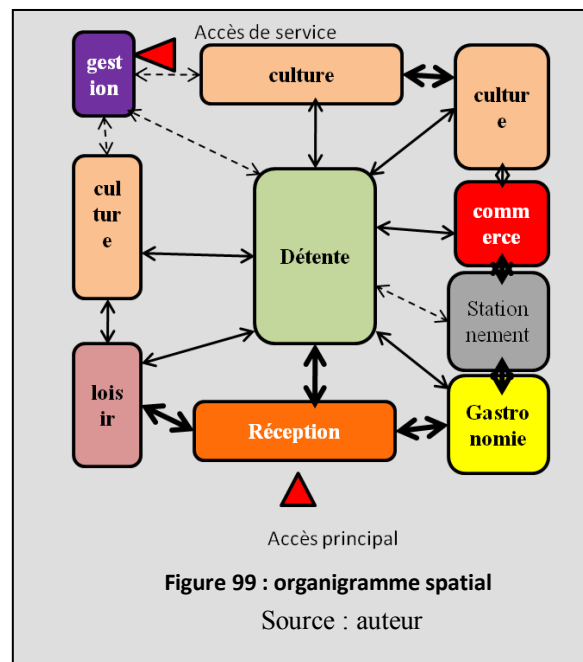 Accès de service
gest
ion
culture
cultur
e
cul
tur
e
comm
erce
Détente
Station
nement
lois
ir
Réception
Gastro
nomie
Accès principal
Figure 99 : organigramme spatial
Source : auteur